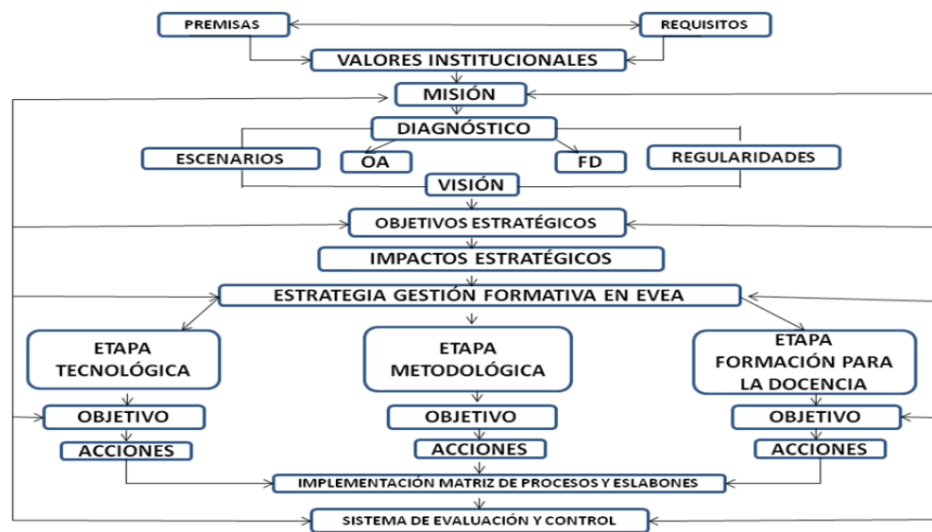 PREMISAS
REQUISITOS
VALORES INSTITUCIONALES
MISIÓN
DIAGNÓSTICO
ESCENARIOS
OA
FD
REGULARIDADES
VISIÓN
OBJETIVOS ESTRATÉGICOS
IMPACTOS ESTRATÉGICOS
ESTRATEGIA GESTIÓN FORMATIVA EN EVEA
ETAPA
TECNOLÓGICA
ETAPA
METODOLÓGICA
ETAPA
FORMACIÓN PARA
LA DOCENCIA
OBJETIVO
OBJETIVO
OBJETIVO
ACCIONES
ACCIONES
ACCIONES
IMPLEMENTACIÓN MATRIZ DE PROCESOS Y ESLABONES
SISTEMA DE EVALUACIÓN Y CONTROL